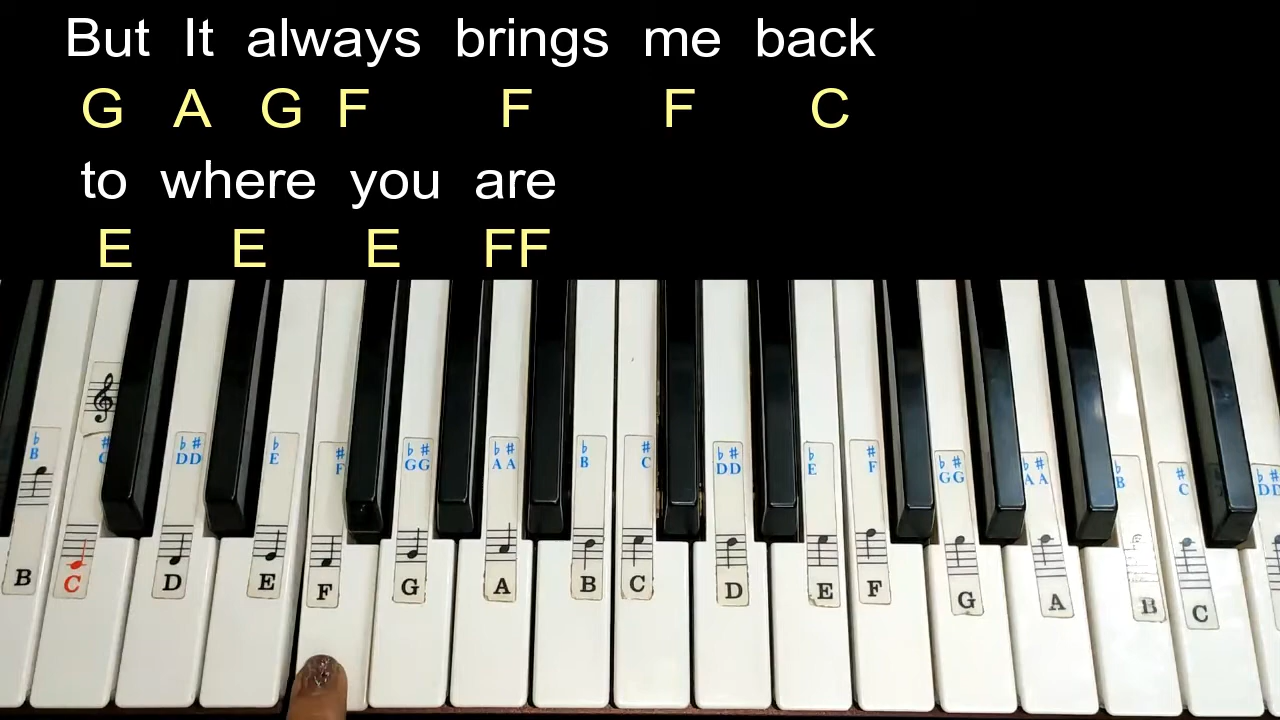 But It always brings me back
G A G F F F C
to where you are
E E E FF
♭B #C ♭D #D ♭E #F ♭G #G ♭A #A ♭B #C ♭D #D ♭E #F ♭G #G ♭A #A ♭B #C ♭D #D
B C D E F G A B C D E F G A B C